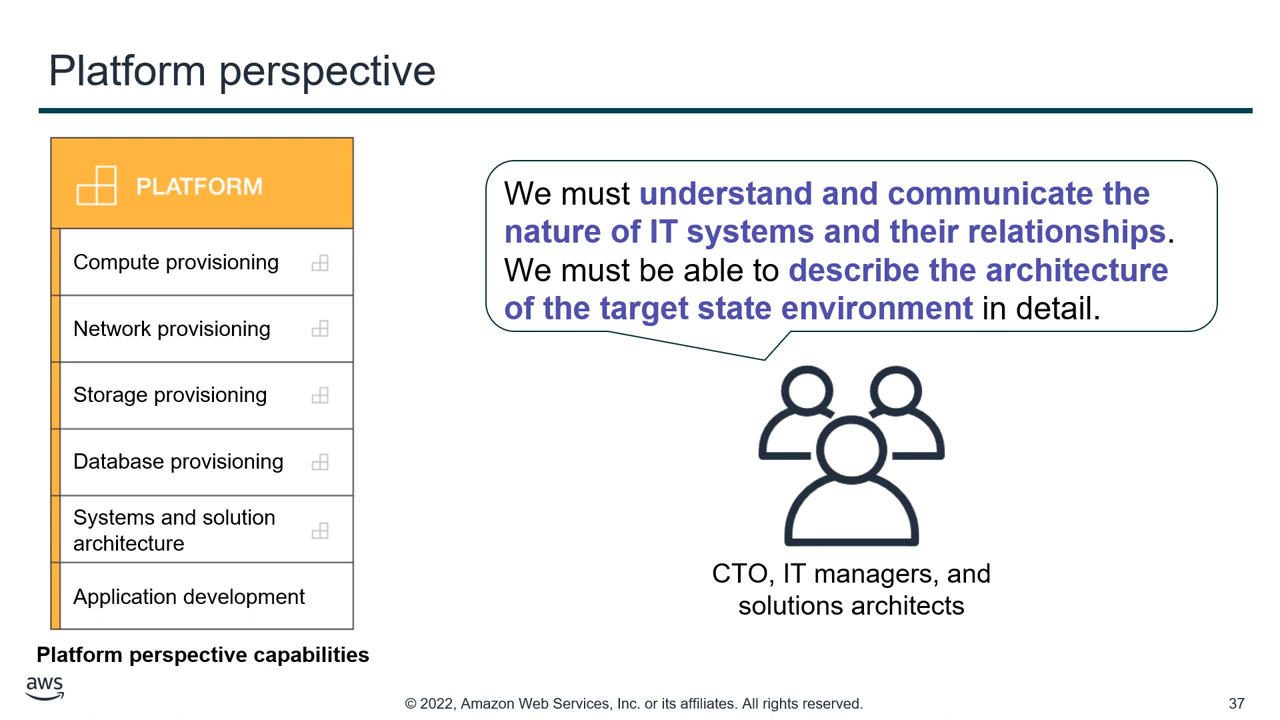 Platform perspective
PLATFORM
Compute provisioning
Network provisioning
Storage provisioning
Database provisioning
Systems and solution
architecture
Application development
Platform perspective capabilities
We must understand and communicate the
nature of IT systems and their relationships.
We must be able to describe the architecture
of the target state environment in detail.
CTO, IT managers, and
solutions architects
aws
© 2022, Amazon Web Services, Inc. or its affiliates. All rights reserved.
37